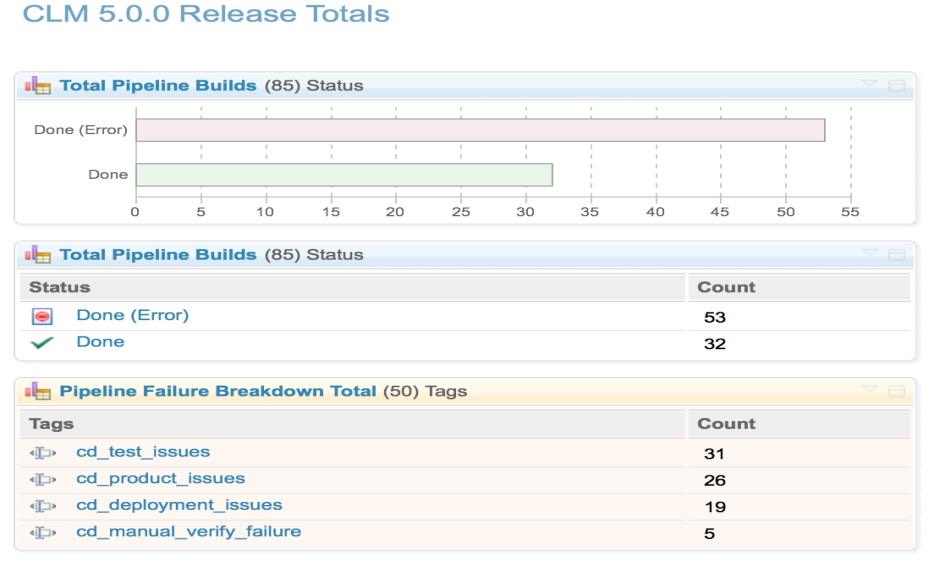 CLM 5.0.0 Release Totals
Total Pipeline Builds (85) Status
Done (Error)
Done
0 5 10 15 20 25 30 35 40 45 50 55
Total Pipeline Builds (85) Status
Status Count
Done (Error) 53
Done 32
Pipeline Failure Breakdown Total (50) Tags
Tags Count
cd_test_issues 31
cd_product_issues 26
cd_deployment_issues 19
cd_manual_verify_failure 5